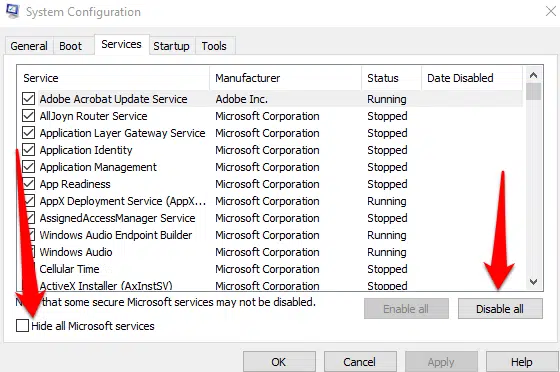 System Configuration
General Boot Services Startup Tools
Service Manufacturer Status Date Disabled
Adobe Acrobat Update Service Adobe Inc. Running
AllJoyn Router Service Microsoft Corporation Stopped
Application Layer Gateway Service Microsoft Corporation Stopped
Application Identity Microsoft Corporation Stopped
Application Management Microsoft Corporation Stopped
App Readiness Microsoft Corporation Stopped
AppX Deployment Service (AppX... Microsoft Corporation Running
AssignedAccessManager Service Microsoft Corporation Stopped
Windows Audio Endpoint Builder Microsoft Corporation Running
Windows Audio Microsoft Corporation Running
Cellular Time Microsoft Corporation Stopped
ActiveX Installer (AxInstSV) Microsoft Corporation Stopped
that some secure Microsoft services may not be disabled.
Enable all Disable all
Hide all Microsoft services
OK Cancel Apply Help